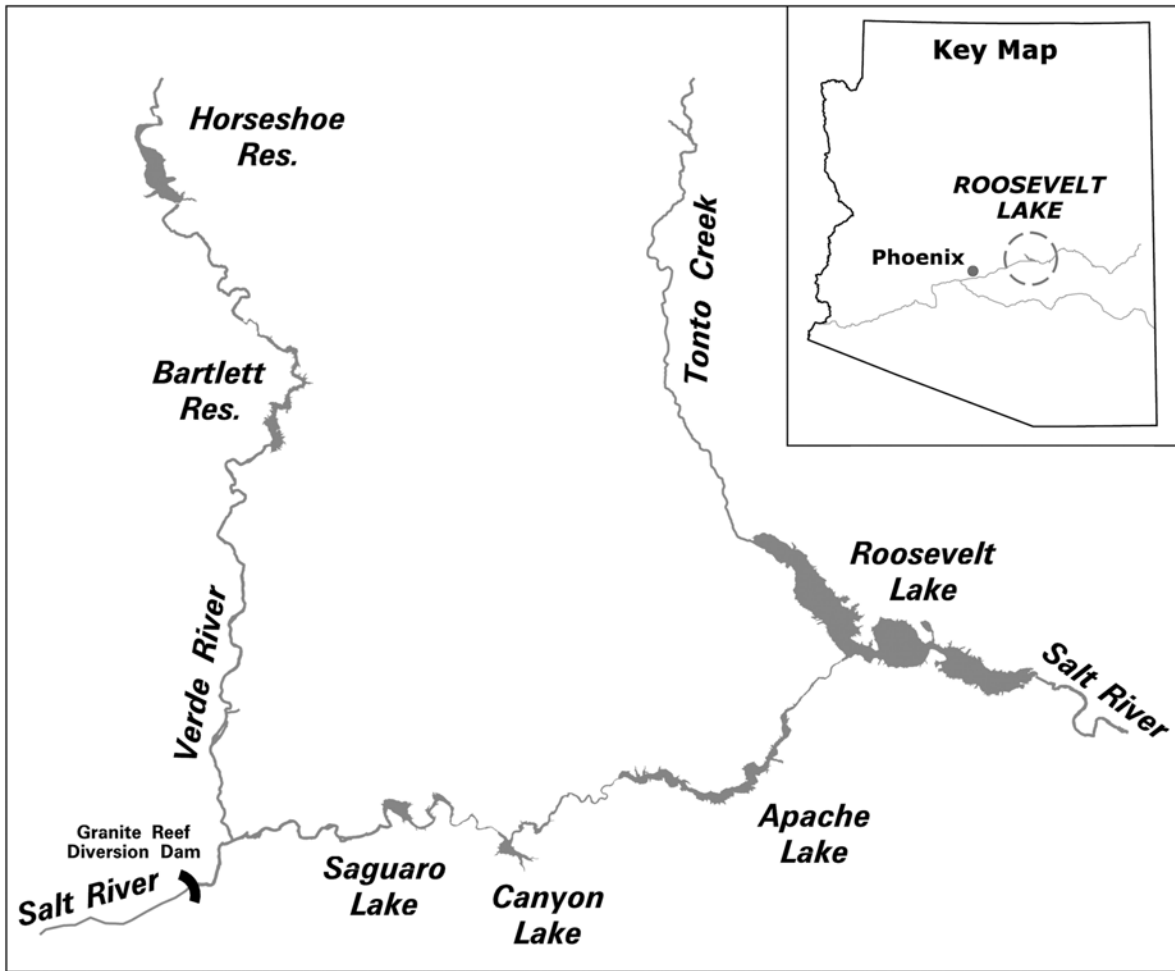 Key Map
ROOSEVELT
LAKE
Phoenix
Horseshoe
Res.
Tonto Creek
Bartlett
Res.
Verde River
Roosevelt
Lake
Salt River
Apache
Lake
Granite Reef
Diversion Dam
Salt River
Saguaro
Lake
Canyon
Lake